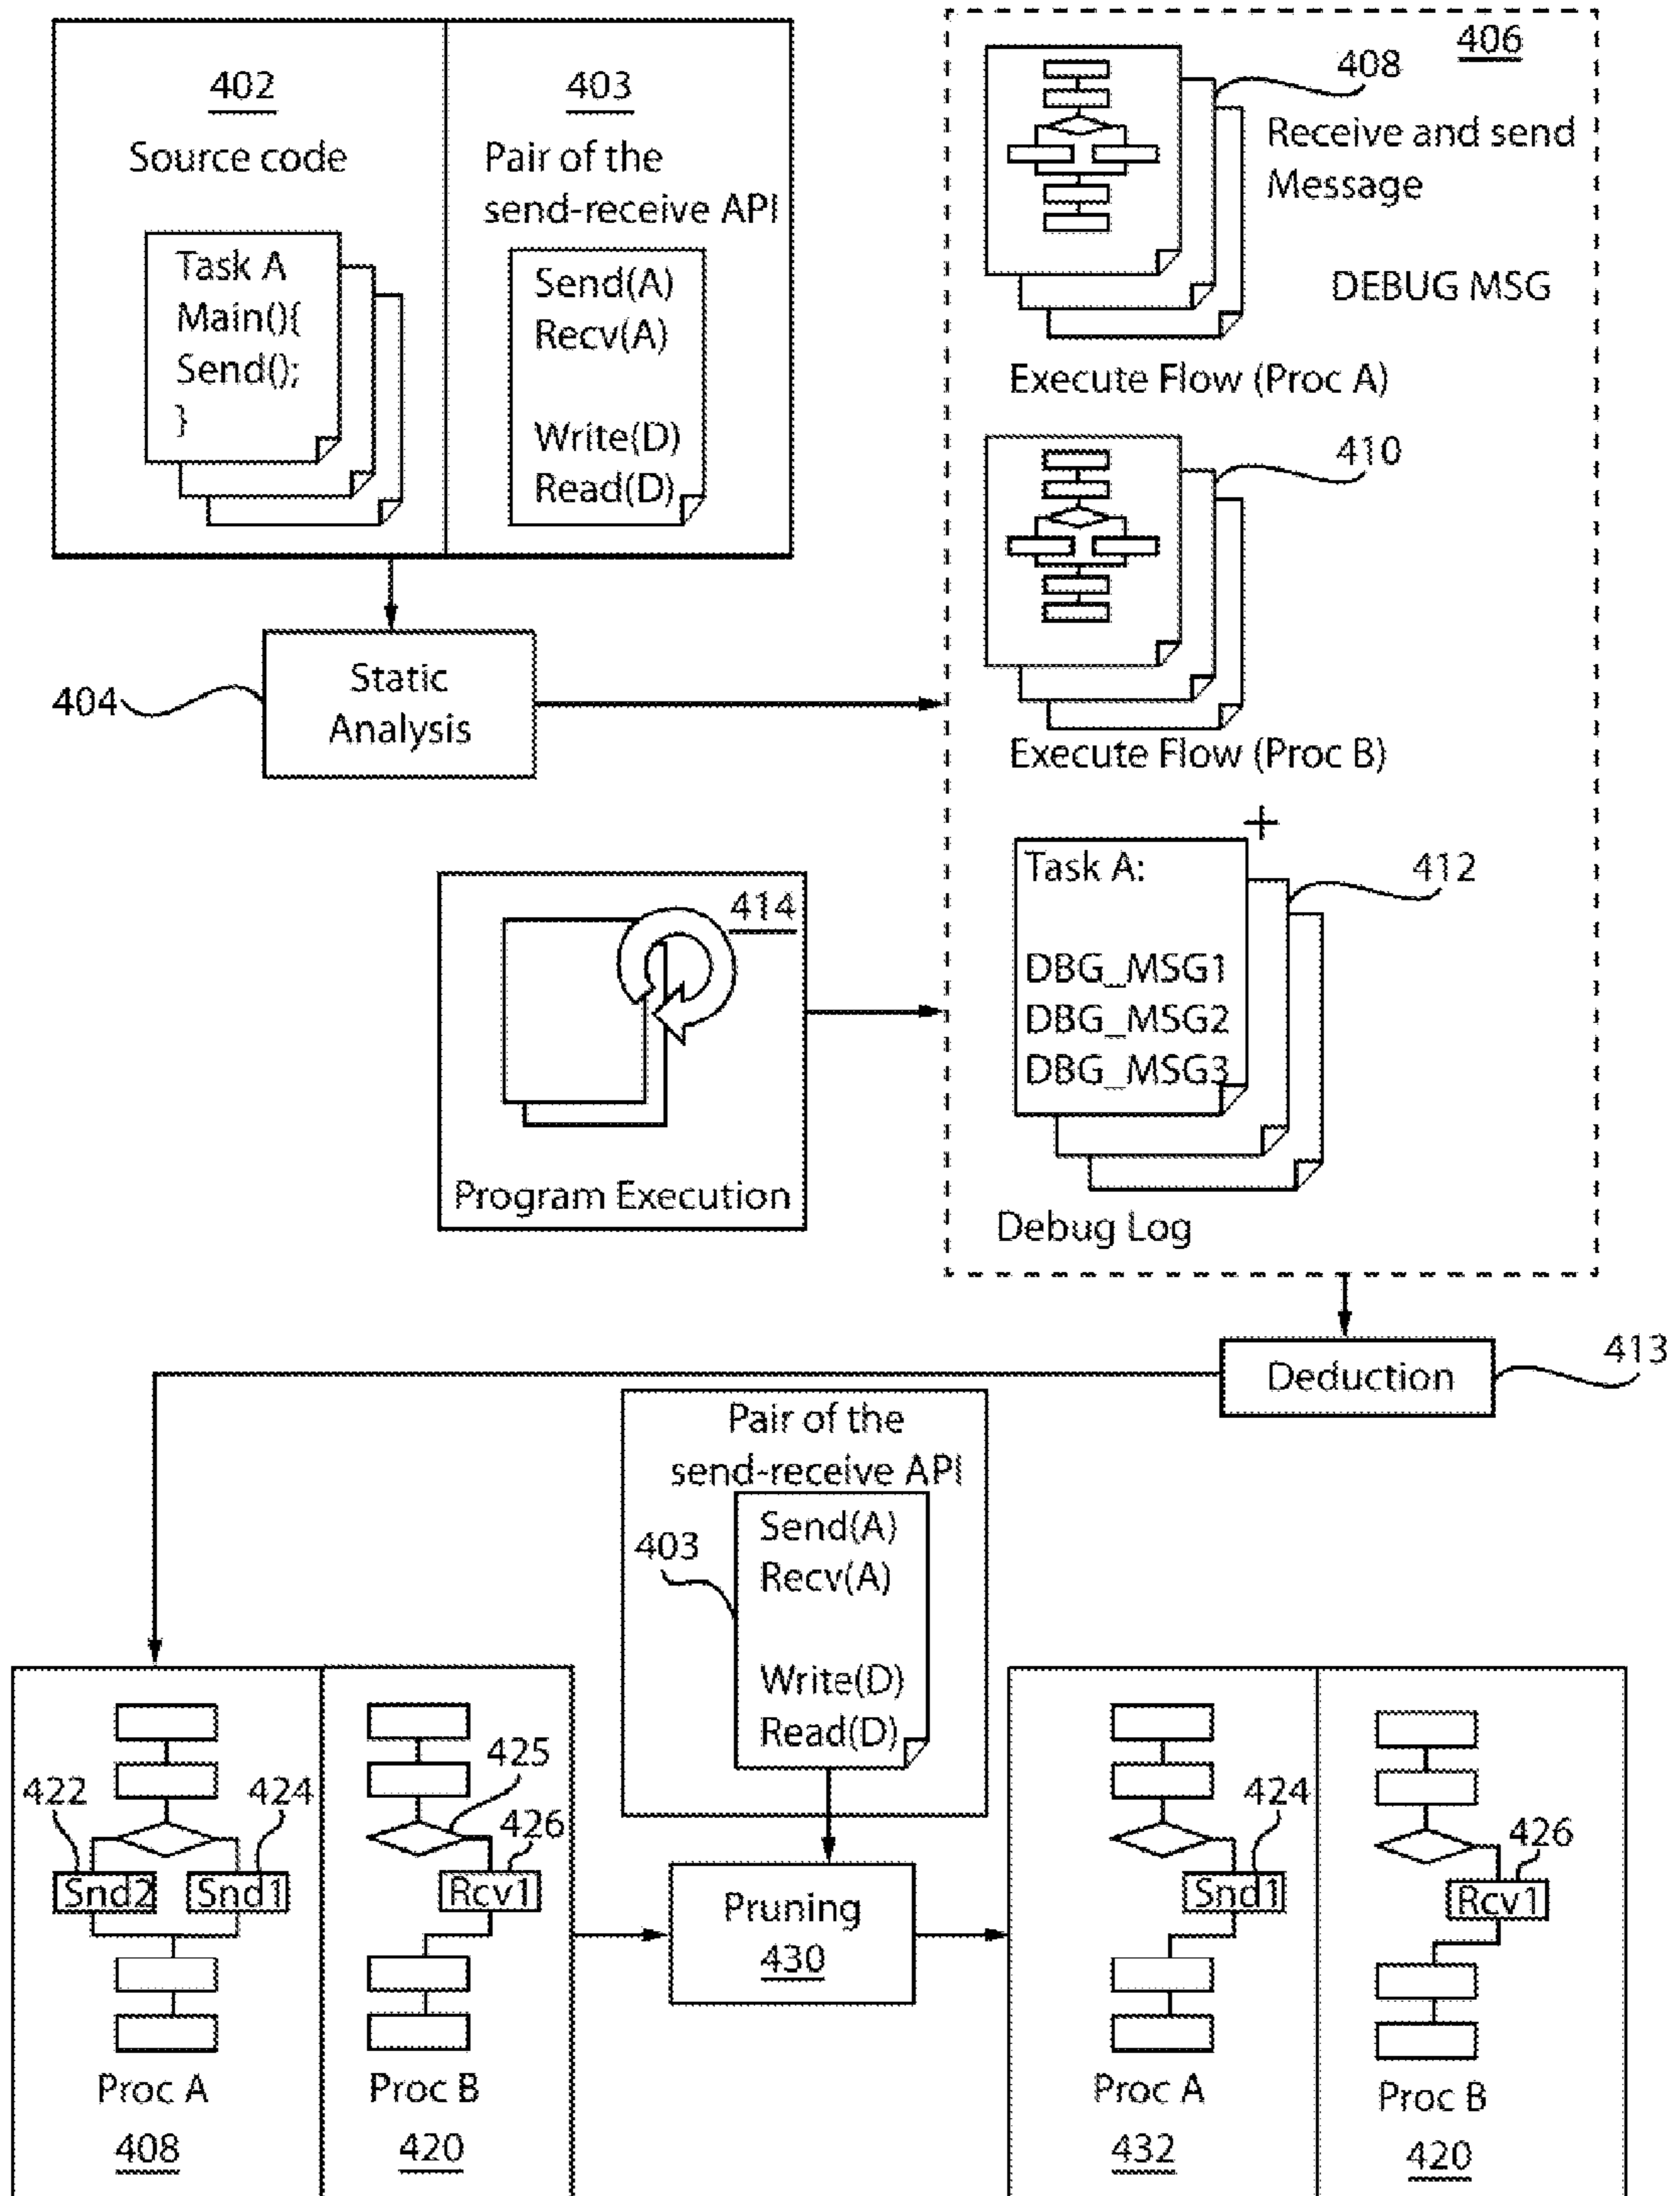 402
Source code
Task A
Main(){
Send();
}
403
Pair of the
send-receive API
Send(A)
Recv(A)
Write(D)
Read(D)
406
408
Receive and send
Message
DEBUG MSG
Execute Flow (Proc A)
410
Execute Flow (Proc B)
404
Static
Analysis
+
412
Task A:
DBG_MSG1
DBG_MSG2
DBG_MSG3
Debug Log
414
Program Execution
Deduction
413
Pair of the
send-receive API
403
Send(A)
Recv(A)
Write(D)
Read(D)
422
424
Snd2
Snd1
Proc A
408
425
426
Rcv1
Proc B
420
Pruning
430
424
Snd1
Proc A
432
426
Rcv1
Proc B
420